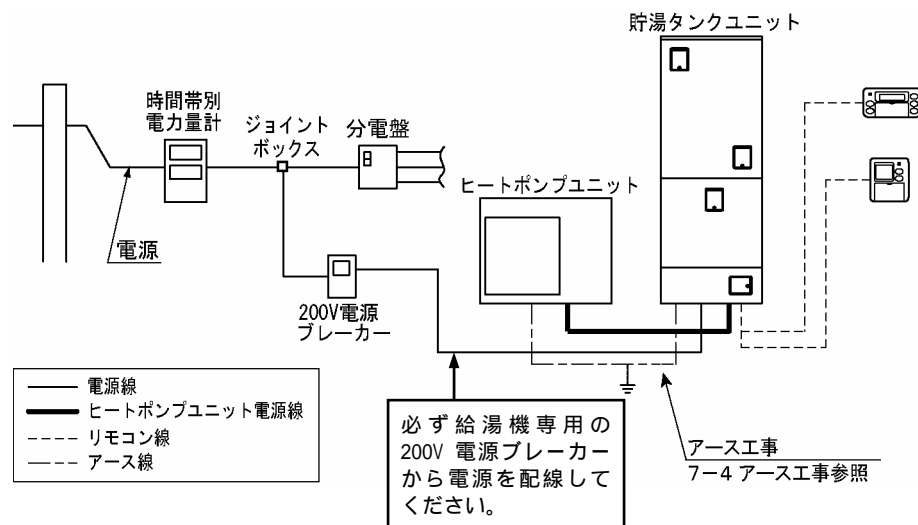 貯湯タンクユニット
時間帯別
電力量計
ジョイント
ボックス
分電盤
ヒートポンプユニット
電源
200V電源
ブレーカー
電源線
ヒートポンプユニット電源線
リモコン線
アース線
必ず給湯機専用の
200V 電源ブレーカー
から電源を配線して
ください。
アース工事
7-4 アース工事参照